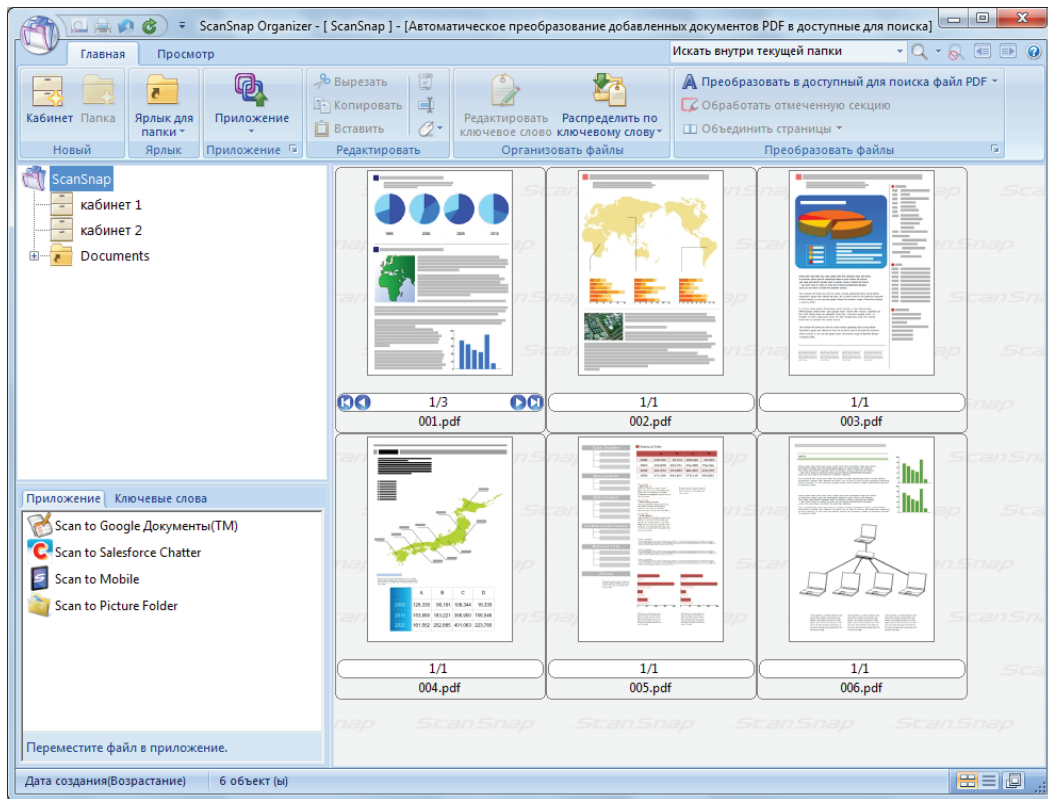 ScanSnap Organizer - [ ScanSnap ] - [Автоматическое преобразование добавленных документов PDF в доступные для поиска]
Главная Просмотр
Искать внутри текущей папки
Кабинет Папка
Новый
Ярлык для папки
Ярлык
Приложение
Приложение
Вырезать
Копировать
Вставить
Редактировать
Редактировать ключевое слово
Распределить по ключевому слову
Организовать файлы
Преобразовать в доступный для поиска файл PDF
Обработать отмеченную секцию
Объединить страницы
Преобразовать файлы
ScanSnap
кабинет 1
кабинет 2
Documents
1/3
001.pdf
1/1
002.pdf
1/1
003.pdf
1/1
004.pdf
1/1
005.pdf
1/1
006.pdf
Приложение Ключевые слова
Scan to Google Документы(TM)
Scan to Salesforce Chatter
Scan to Mobile
Scan to Picture Folder
Переместите файл в приложение.
Дата создания(Возрастание) 6 объект (ы)